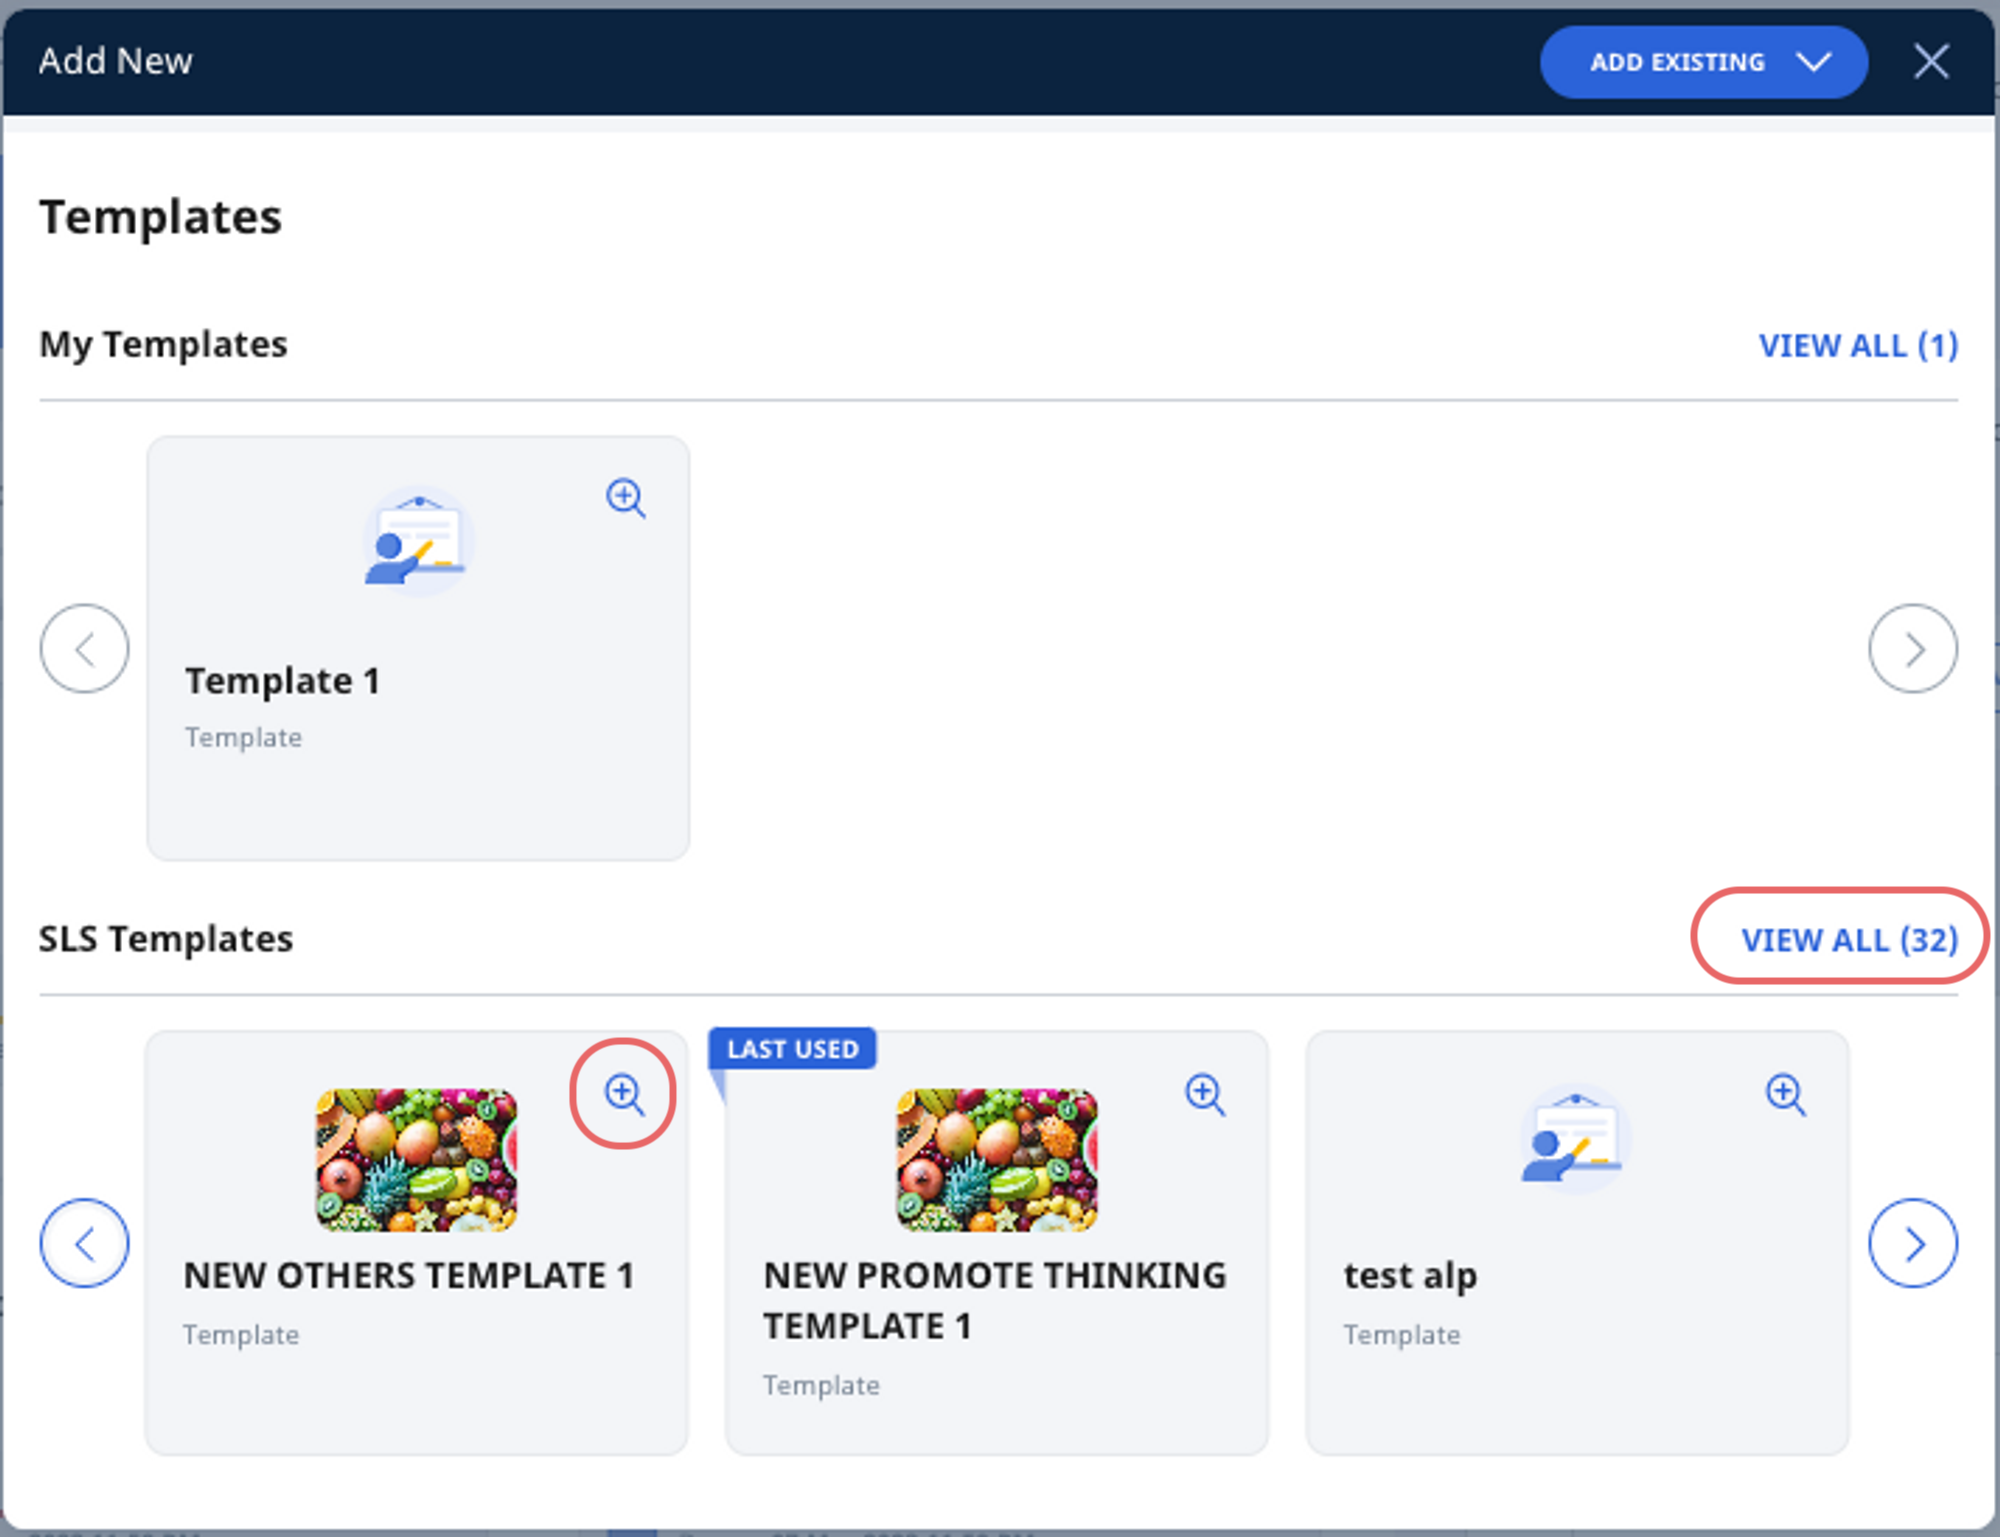 Add New
ADD EXISTING
Templates
My Templates
VIEW ALL (1)
Template 1
Template
SLS Templates
VIEW ALL (32)
LAST USED
NEW OTHERS TEMPLATE 1
Template
NEW PROMOTE THINKING
TEMPLATE 1
Template
test alp
Template